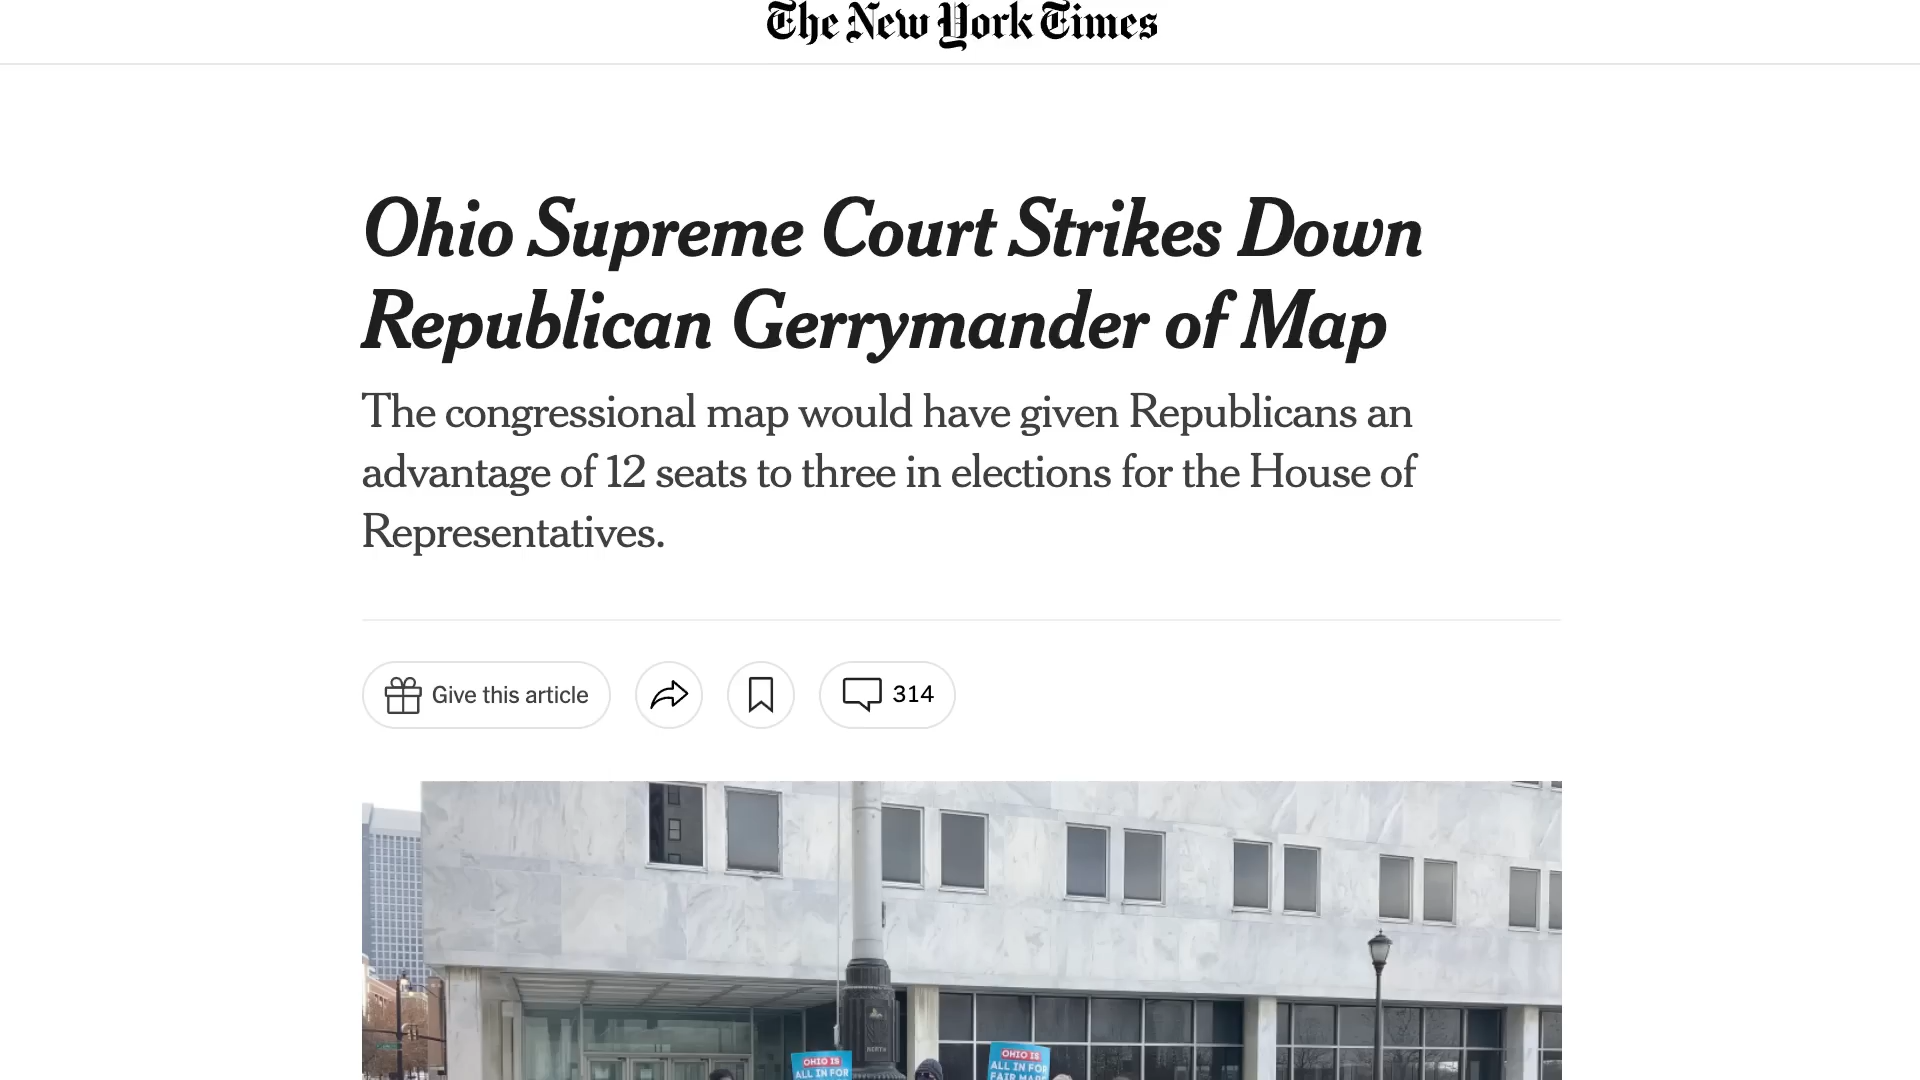 The New York Times
Ohio Supreme Court Strikes Down
Republican Gerrymander of Map
The congressional map would have given Republicans an
advantage of 12 seats to three in elections for the House of
Representatives.
Give this article
314
OHIO IS
ALL IN FOR
OHIO IS
ALL IN FOR
FAIR MAPS